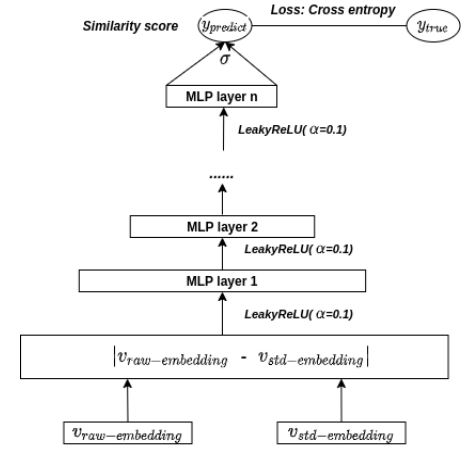 Loss: Cross entropy
Similarity score
y_predict
y_true
σ
MLP layer n
LeakyReLU( α=0.1)
......
MLP layer 2
LeakyReLU( α=0.1)
MLP layer 1
LeakyReLU( α=0.1)
|v_raw−embedding - v_std−embedding|
v_raw−embedding
v_std−embedding